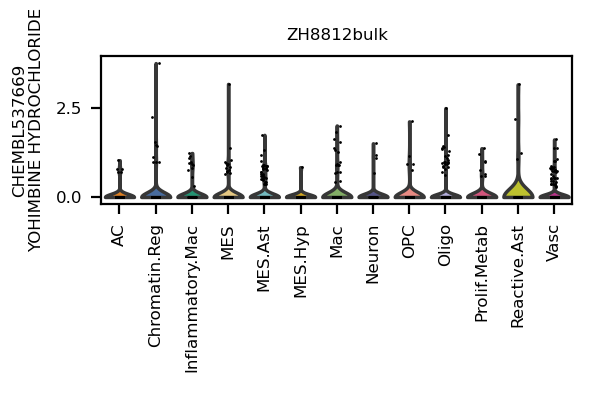 ZH8812bulk
CHEMBL537669
YOHIMBINE HYDROCHLORIDE
2.5
0.0
AC
Chromatin.Reg
Inflammatory.Mac
MES
MES.Ast
MES.Hyp
Mac
Neuron
OPC
Oligo
Prolif.Metab
Reactive.Ast
Vasc